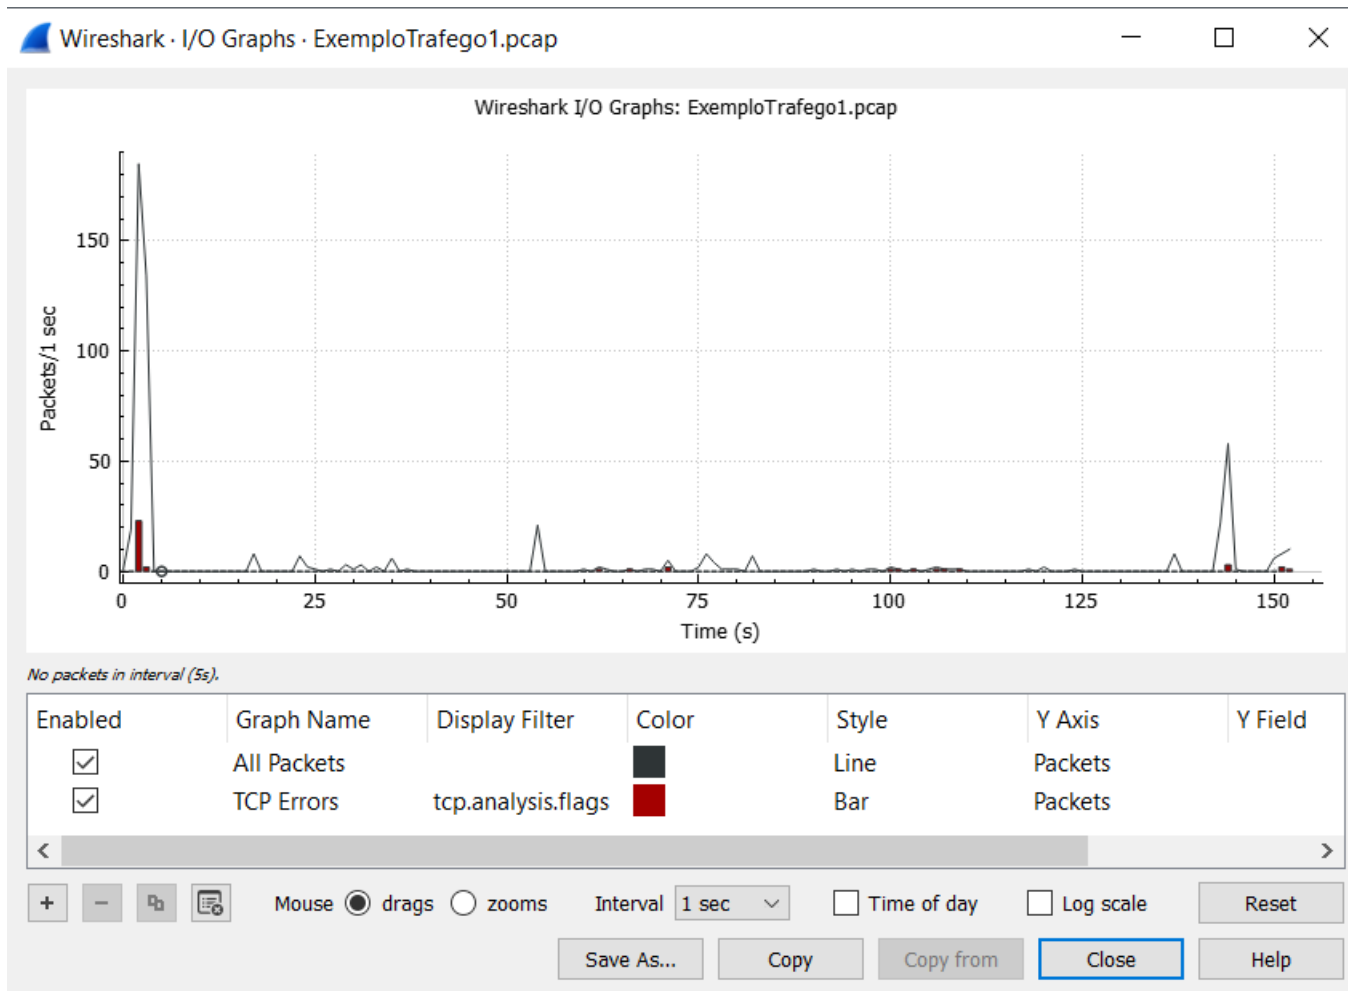 Wireshark · I/O Graphs · ExemploTrafego1.pcap
Wireshark I/O Graphs: ExemploTrafego1.pcap
150
100
50
0
Packets/1 sec
0 25 50 75 100 125 150
Time (s)
No packets in interval (5s).
Enabled Graph Name Display Filter Color Style Y Axis Y Field
All Packets Line Packets
TCP Errors tcp.analysis.flags Bar Packets
+ − Mouse drags zooms Interval 1 sec Time of day Log scale Reset
Save As... Copy Copy from Close Help